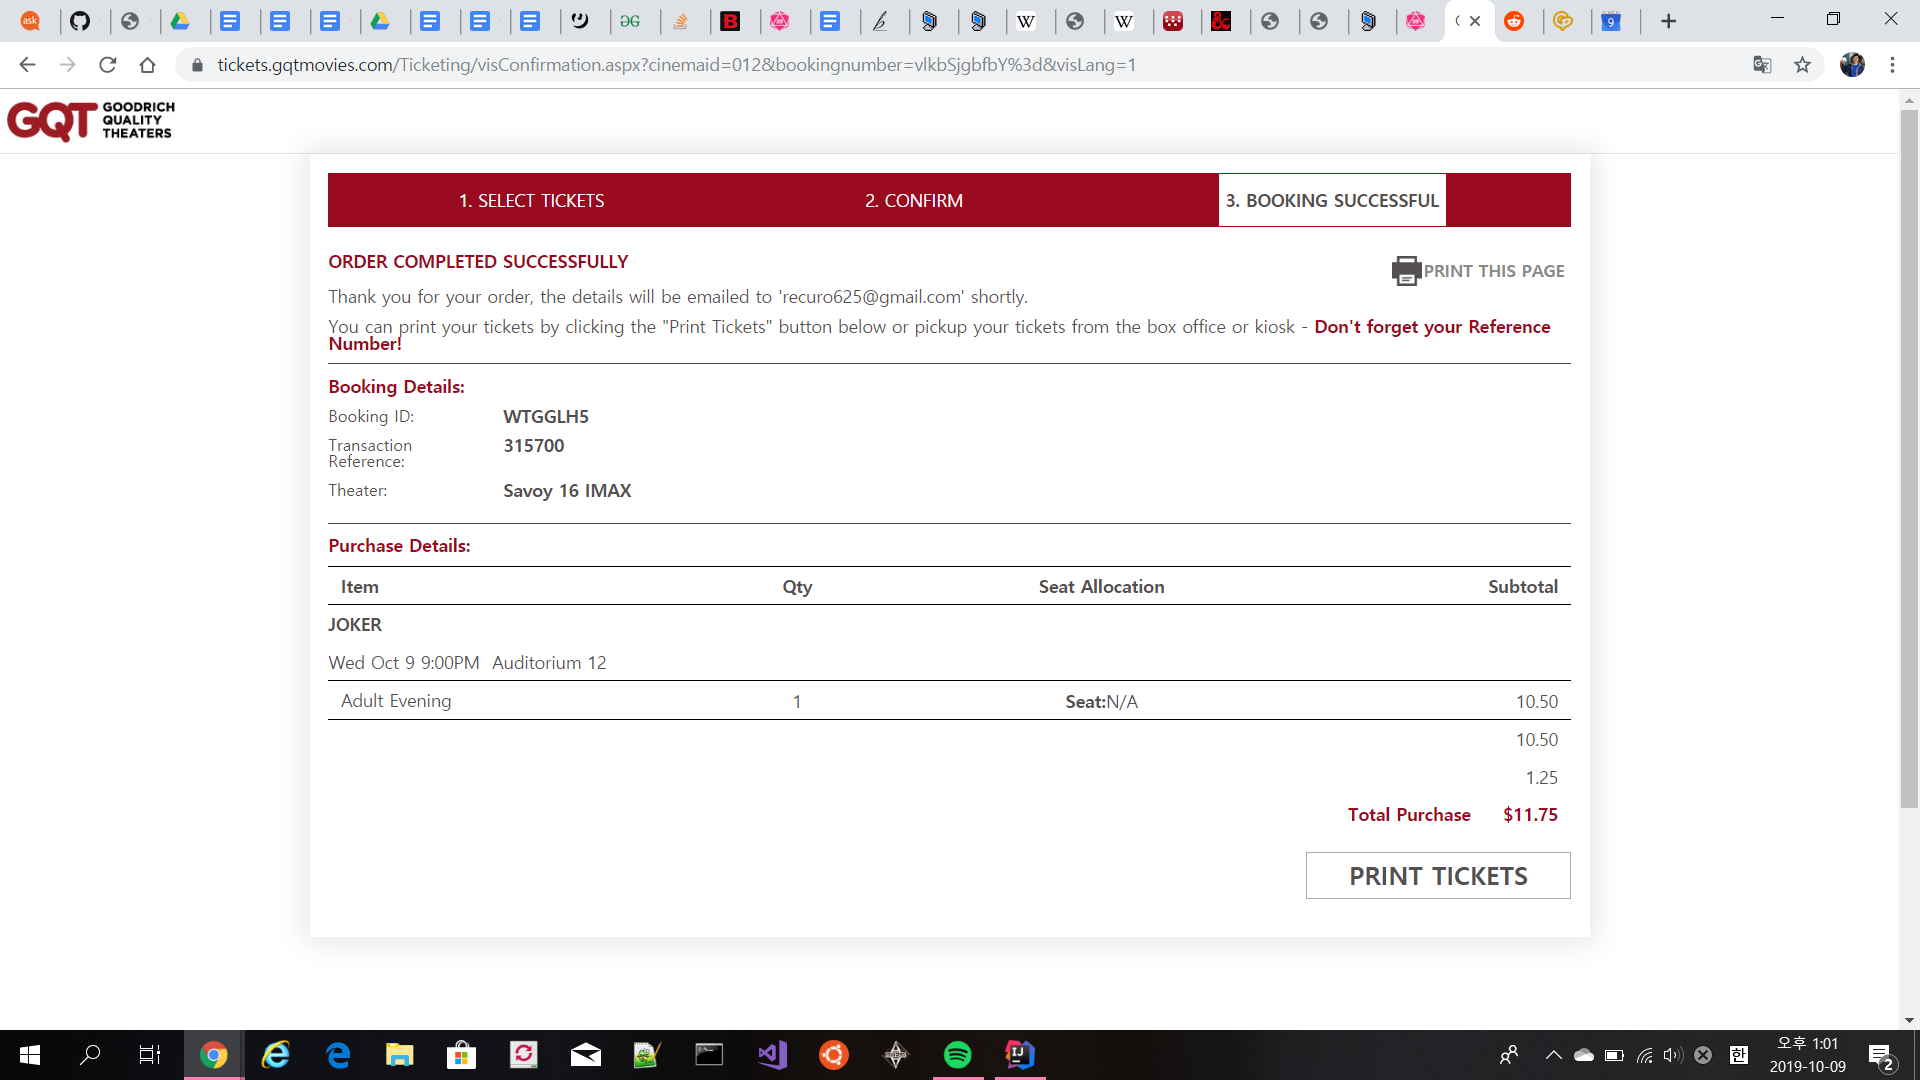 ask
9
tickets.gqtmovies.com/Ticketing/visConfirmation.aspx?cinemaid=012&bookingnumber=vlkbSjgbfbY%3d&visLang=1
GQT GOODRICH
QUALITY
THEATERS
1. SELECT TICKETS 2. CONFIRM 3. BOOKING SUCCESSFUL
ORDER COMPLETED SUCCESSFULLY
PRINT THIS PAGE
Thank you for your order, the details will be emailed to 'recuro625@gmail.com' shortly.
You can print your tickets by clicking the "Print Tickets" button below or pickup your tickets from the box office or kiosk - Don't forget your Reference
Number!
Booking Details:
Booking ID: WTGGLH5
Transaction 315700
Reference:
Theater: Savoy 16 IMAX
Purchase Details:
Item Qty Seat Allocation Subtotal
JOKER
Wed Oct 9 9:00PM Auditorium 12
Adult Evening 1 Seat:N/A 10.50
10.50
1.25
Total Purchase $11.75
PRINT TICKETS
한
오후 1:01
2019-10-09
2